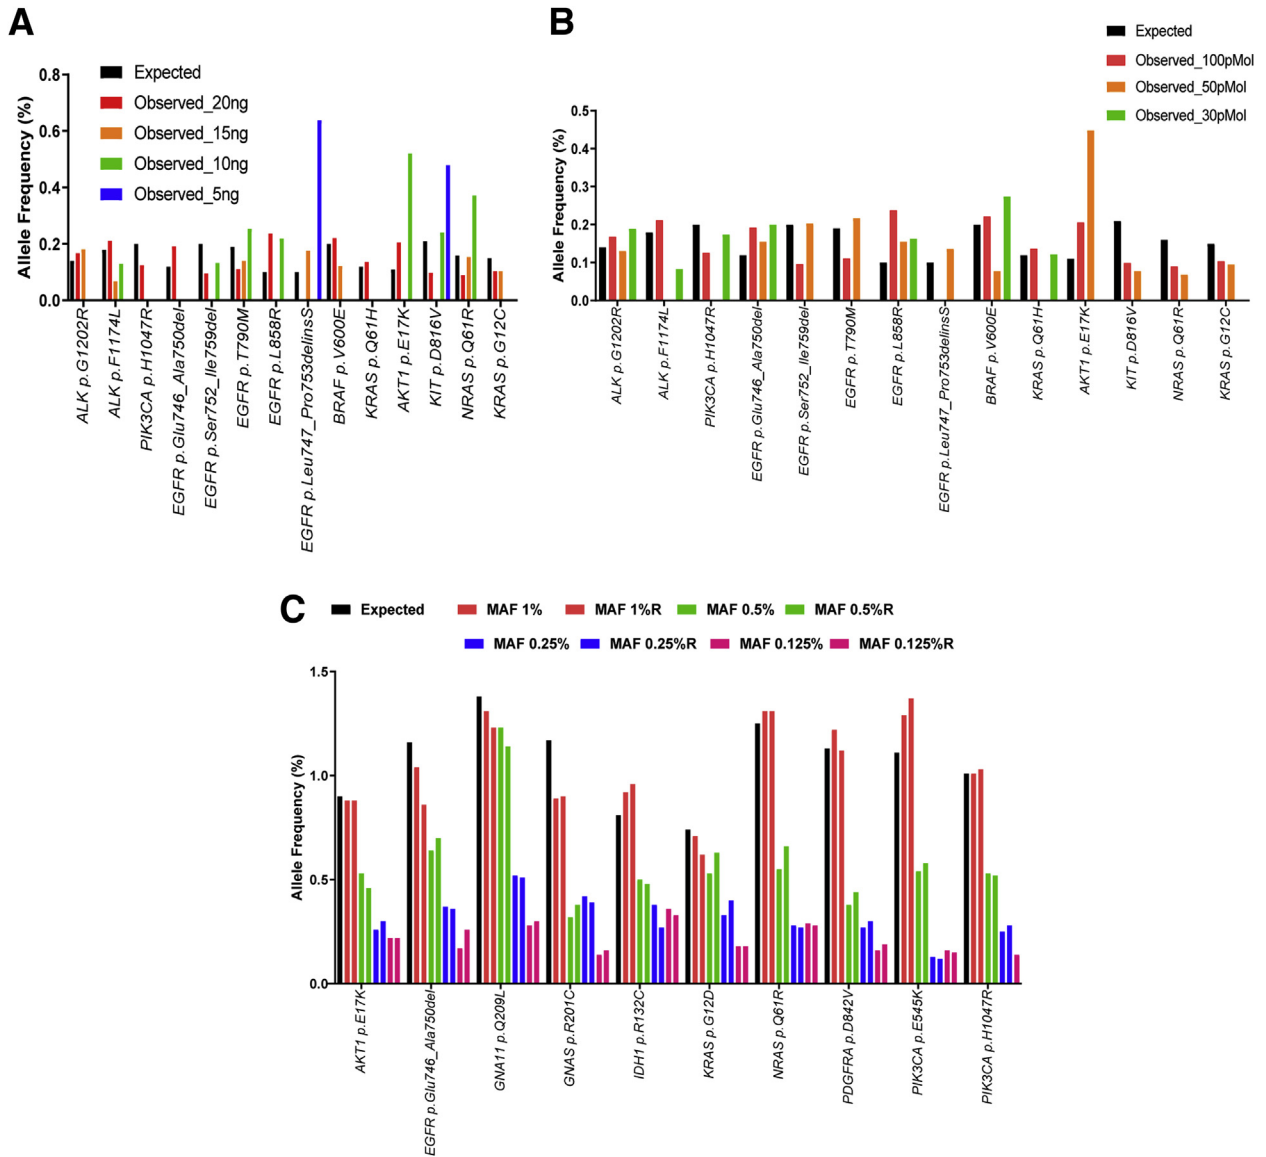 A
Allele Frequency (%)
0.8
0.6
0.4
0.2
0.0
Expected
Observed_20ng
Observed_15ng
Observed_10ng
Observed_5ng
ALK p.G1202R
ALK p.F1174L
PIK3CA p.H1047R
EGFR p.Glu746_Ala750del
EGFR p.Ser752_Ile759del
EGFR p.T790M
EGFR p.L858R
EGFR p.Leu747_Pro753delinsS
BRAF p.V600E
KRAS p.Q61H
AKT1 p.E17K
KIT p.D816V
NRAS p.Q61R
KRAS p.G12C
B
Expected
Observed_100pMol
Observed_50pMol
Observed_30pMol
Allele Frequency (%)
0.5
0.4
0.3
0.2
0.1
0.0
ALK p.G1202R
ALK p.F1174L
PIK3CA p.H1047R
EGFR p.Glu746_Ala750del
EGFR p.Ser752_Ile759del
EGFR p.T790M
EGFR p.L858R
EGFR p.Leu747_Pro753delinsS
BRAF p.V600E
KRAS p.Q61H
AKT1 p.E17K
KIT p.D816V
NRAS p.Q61R
KRAS p.G12C
C
Expected MAF 1% MAF 1%R MAF 0.5% MAF 0.5%R
MAF 0.25% MAF 0.25%R MAF 0.125% MAF 0.125%R
Allele Frequency (%)
1.5
1.0
0.5
0.0
AKT1 p.E17K
EGFR p.Glu746_Ala750del
GNA11 p.Q209L
GNAS p.R201C
IDH1 p.R132C
KRAS p.G12D
NRAS p.Q61R
PDGFRA p.D842V
PIK3CA p.E545K
PIK3CA p.H1047R